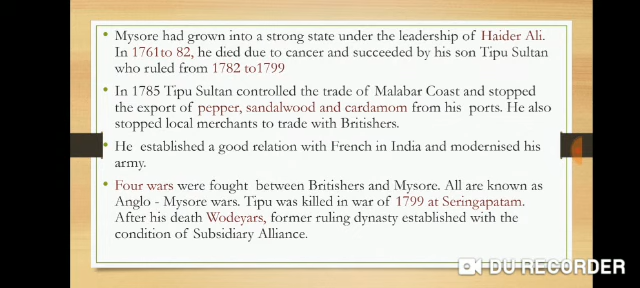 • Mysore had grown into a strong state under the leadership of Haider Ali.
In 1761to 82, he died due to cancer and succeeded by his son Tipu Sultan
who ruled from 1782 to1799
• In 1785 Tipu Sultan controlled the trade of Malabar Coast and stopped
the export of pepper, sandalwood and cardamom from his ports. He also
stopped local merchants to trade with Britishers.
• He established a good relation with French in India and modernised his
army.
• Four wars were fought between Britishers and Mysore. All are known as
Anglo - Mysore wars. Tipu was killed in war of 1799 at Seringapatam.
After his death Wodeyars, former ruling dynasty established with the
condition of Subsidiary Alliance.
DU RECORDER